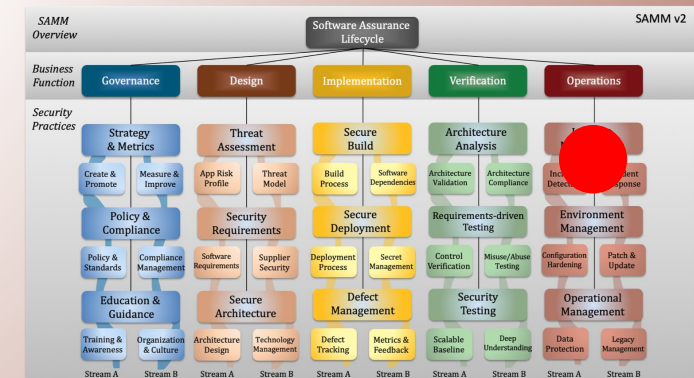 SAMM
Overview
Software Assurance
Lifecycle
SAMM v2
Business
Function
Governance
Design
Implementation
Verification
Operations
Security
Practices
Strategy
& Metrics
Threat
Assessment
Secure
Build
Architecture
Analysis
Create &
Promote
Measure &
Improve
App Risk
Profile
Threat
Model
Build
Process
Software
Dependencies
Architecture
Validation
Architecture
Compliance
Policy &
Compliance
Security
Requirements
Secure
Deployment
Requirements-driven
Testing
Environment
Management
Policy &
Standards
Compliance
Management
Software
Requirements
Supplier
Security
Deployment
Process
Secret
Management
Control
Verification
Misuse/Abuse
Testing
Configuration
Hardening
Patch &
Update
Education &
Guidance
Secure
Architecture
Defect
Management
Security
Testing
Operational
Management
Training &
Awareness
Organization
& Culture
Architecture
Design
Technology
Management
Defect
Tracking
Metrics &
Feedback
Scalable
Baseline
Deep
Understanding
Data
Protection
Legacy
Management
Stream A
Stream B
Stream A
Stream B
Stream A
Stream B
Stream A
Stream B
Stream A
Stream B